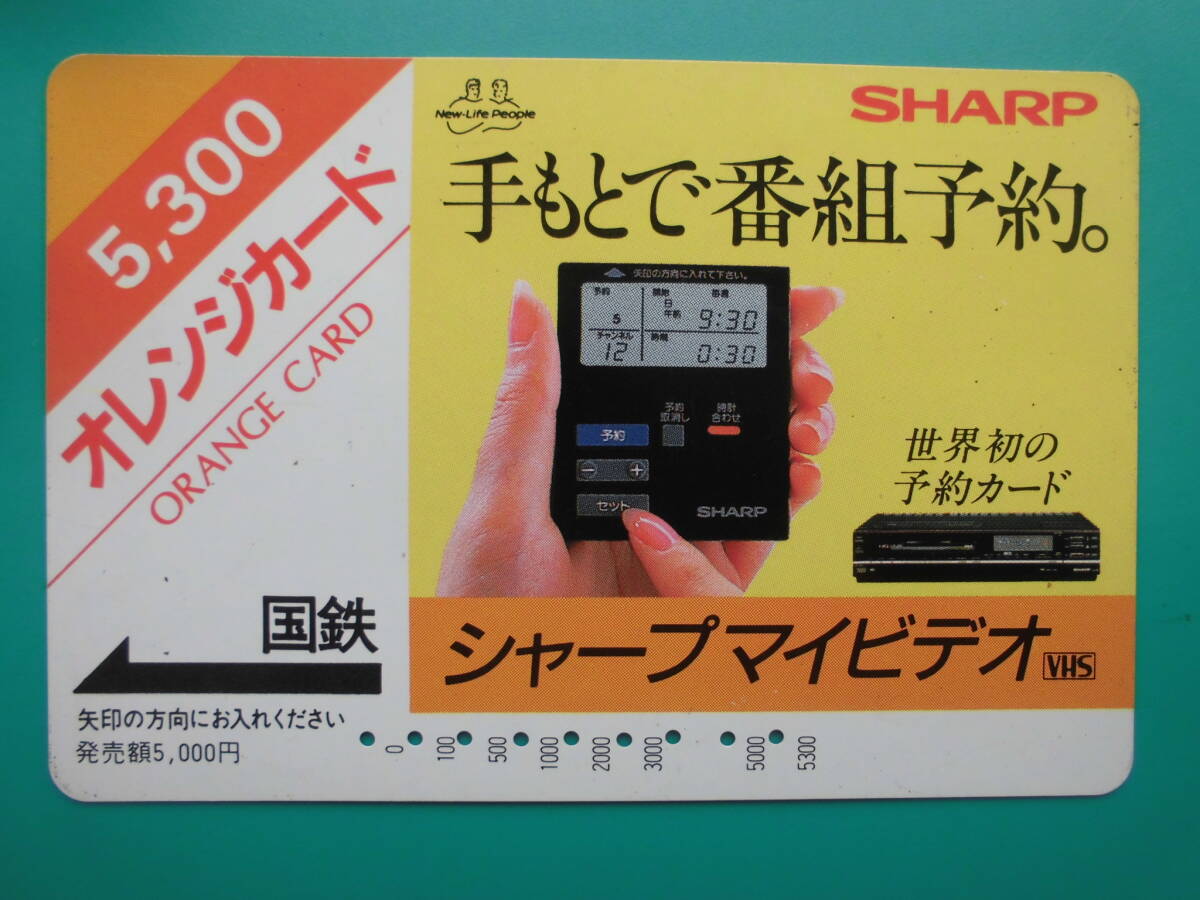 5,300
オレンジカード
ORANGE CARD
国鉄
矢印の方向にお入れください
発売額5,000円
0 100 500 1000 2000 3000 5000 5300
New-Life People
SHARP
手もとで番組予約。
矢印の方向に入れて下さい。
予約 開始 毎週
日
5 午前 9:30
チャンネル 時間
12 0:30
予約取消し
時計合わせ
予約
− +
セット
SHARP
世界初の
予約カード
SHARP
シャープマイビデオ VHS